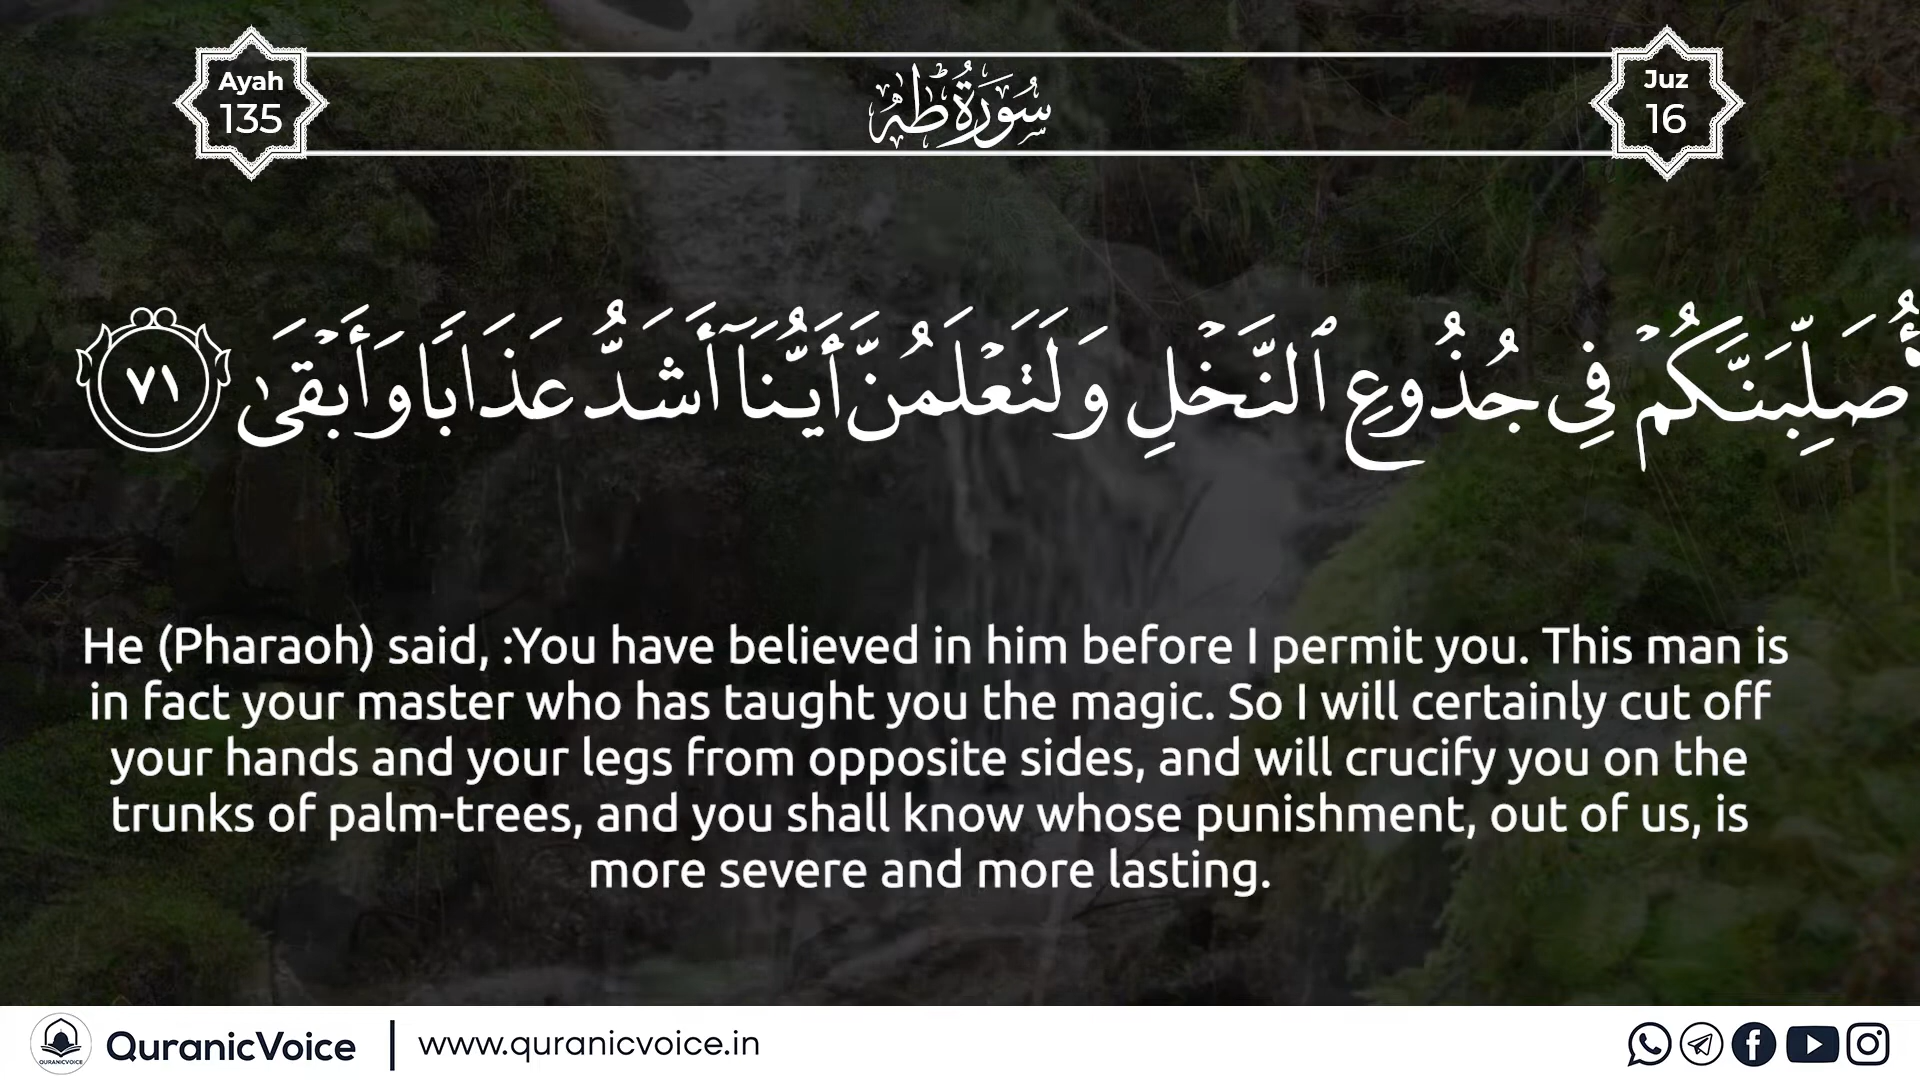 Ayah
135
سُورَةُ طه
Juz
16
أُصَلِّبَنَّكُمْ فِى جُذُوعِ ٱلنَّخْلِ وَلَتَعْلَمُنَّ أَيُّنَآ أَشَدُّ عَذَابًا وَأَبْقَىٰ ٧١
He (Pharaoh) said, :You have believed in him before I permit you. This man is
in fact your master who has taught you the magic. So I will certainly cut off
your hands and your legs from opposite sides, and will crucify you on the
trunks of palm-trees, and you shall know whose punishment, out of us, is
more severe and more lasting.
QURANICVOICE
QuranicVoice | www.quranicvoice.in